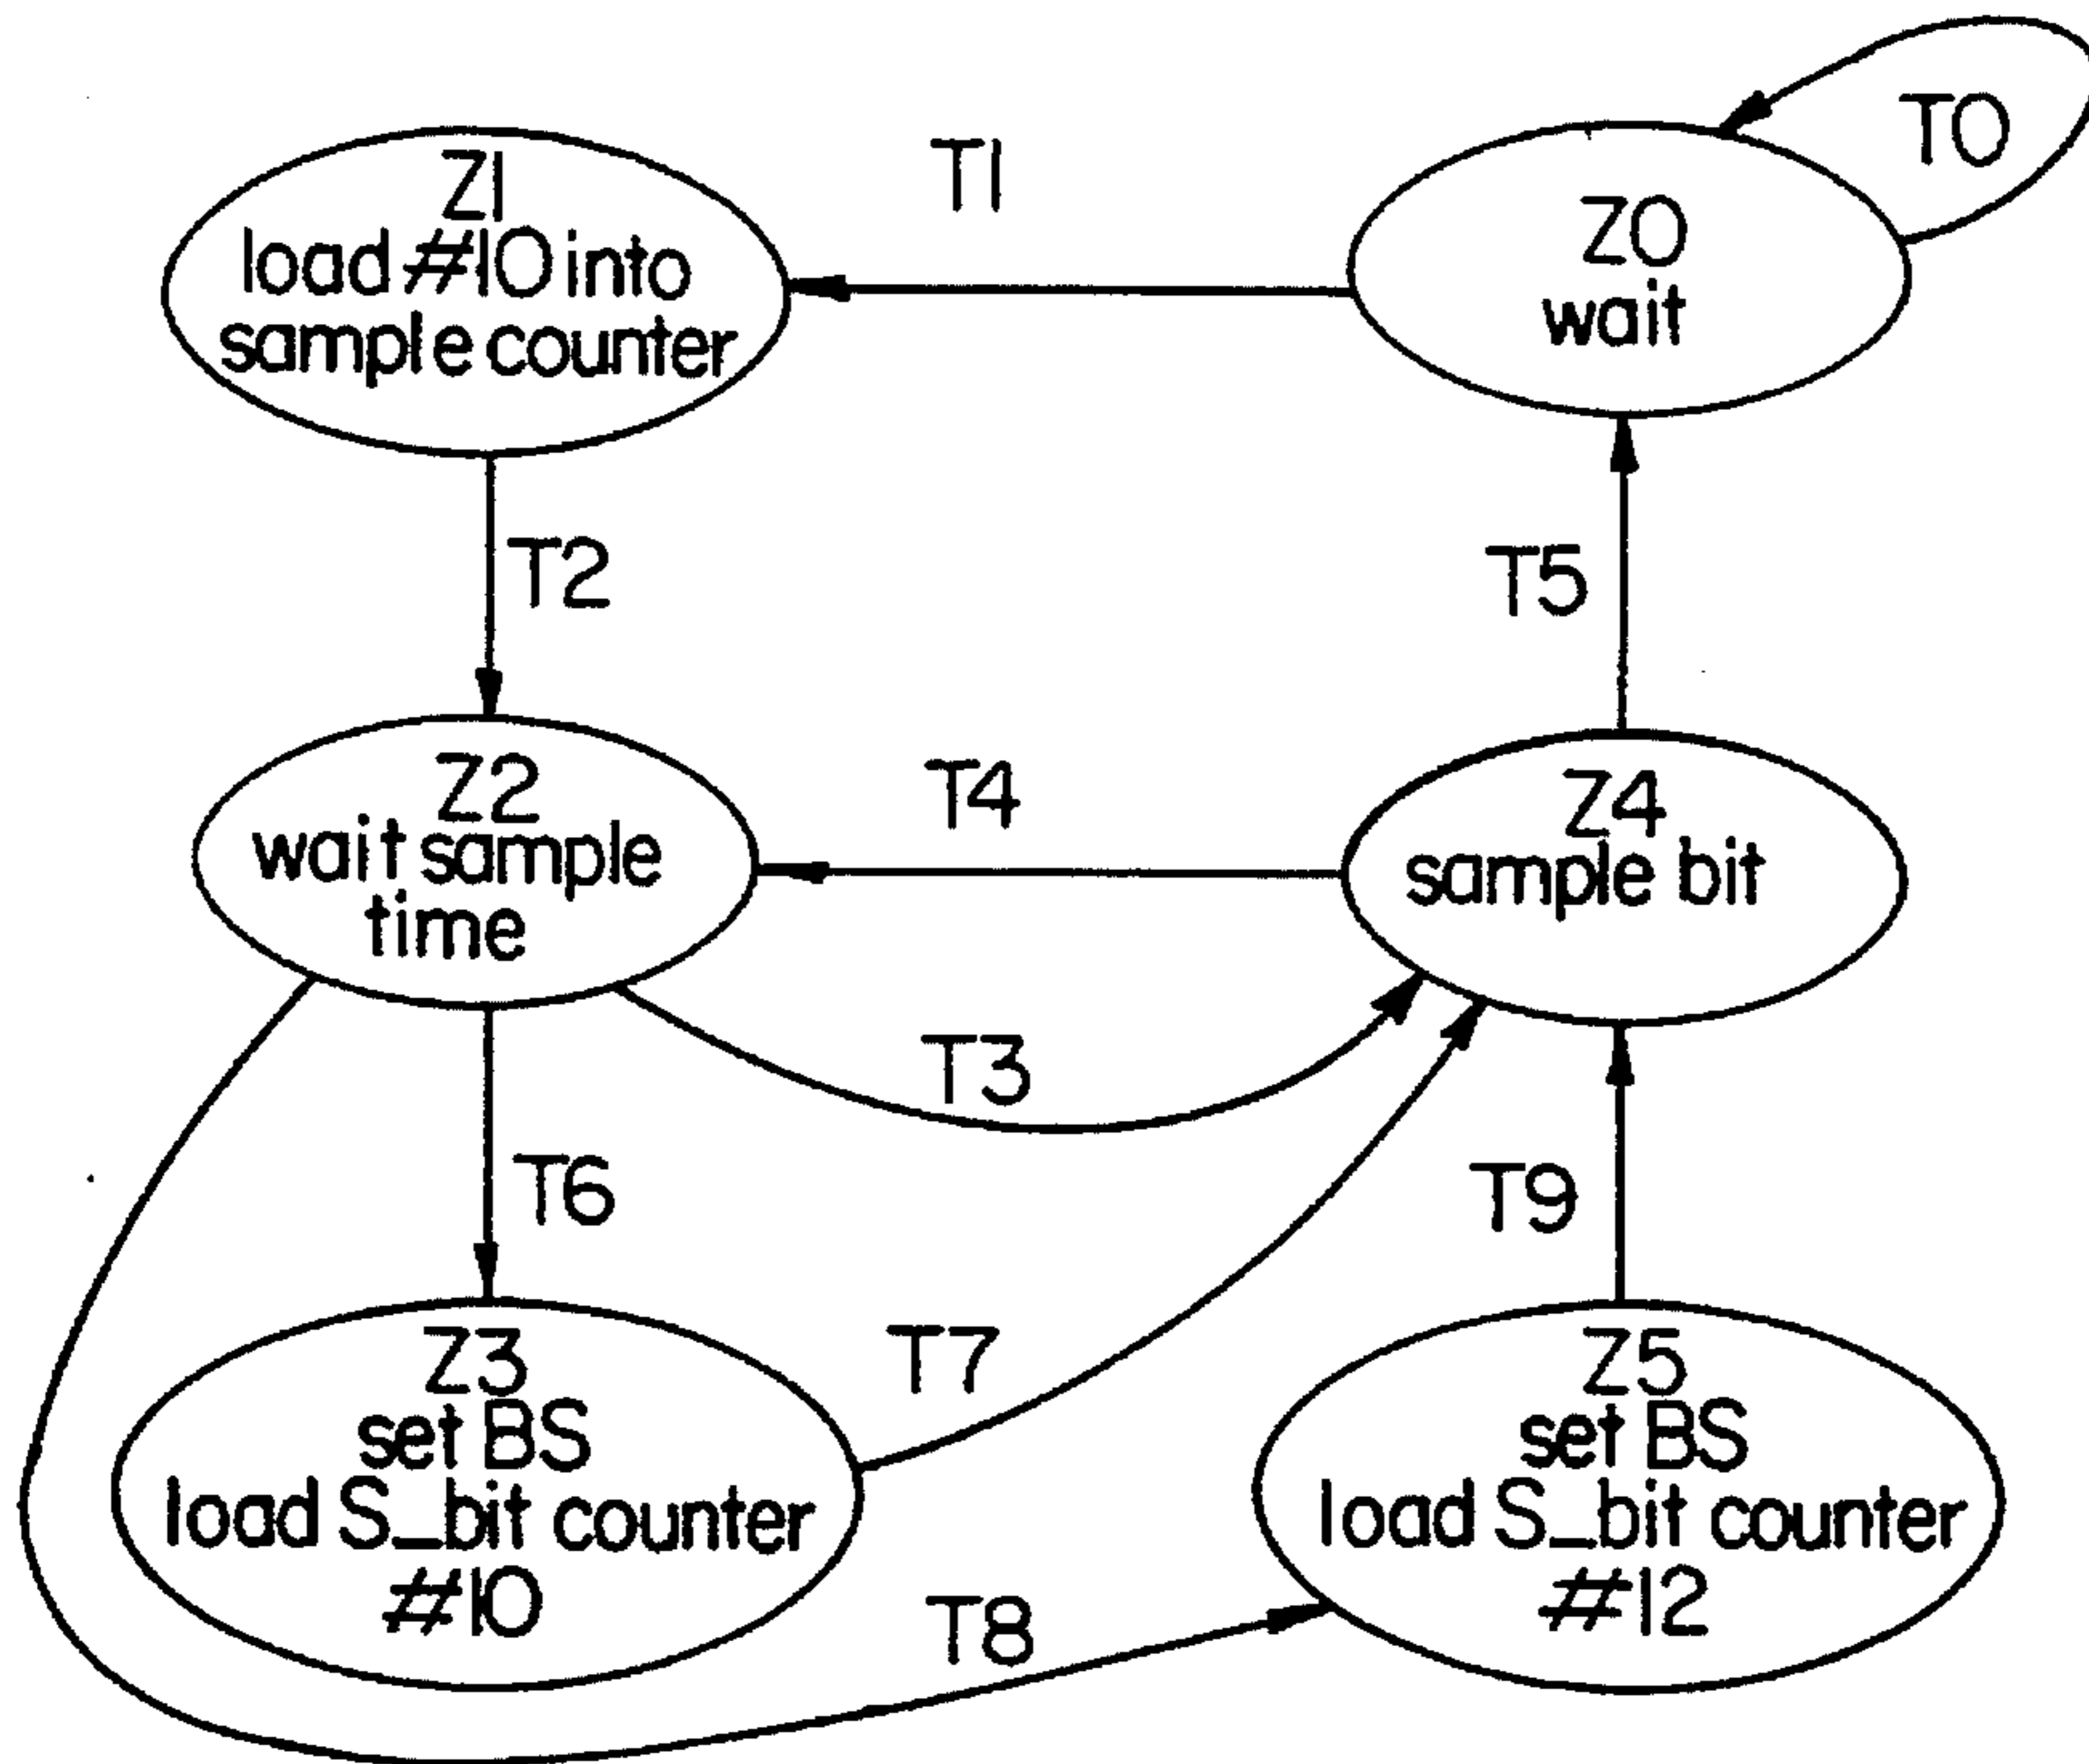 Z1
load #10 into
sample counter
T1
Z0
wait
T0
T2
T5
Z2
wait sample
time
T4
Z4
sample bit
T3
T6
T9
Z3
set BS
load S_bit counter
#10
T7
Z5
set BS
load S_bit counter
#12
T8